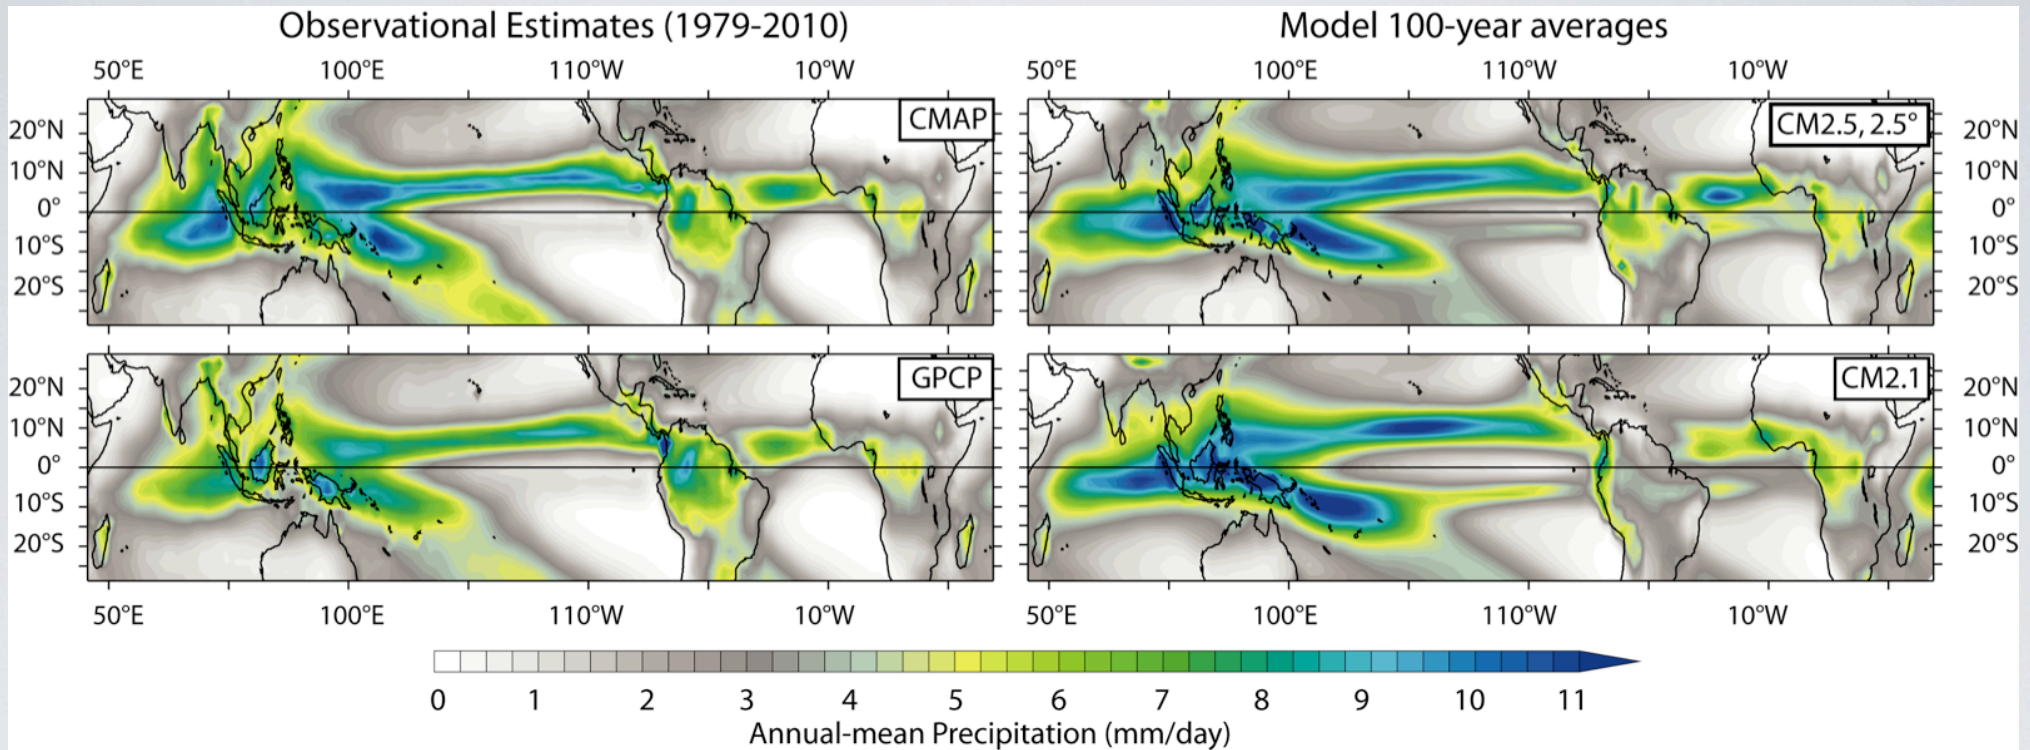 Observational Estimates (1979-2010)
Model 100-year averages
50°E 100°E 110°W 10°W
50°E 100°E 110°W 10°W
CMAP
20°N
10°N
0°
10°S
20°S
CM2.5, 2.5°
20°N
10°N
0°
10°S
20°S
GPCP
20°N
10°N
0°
10°S
20°S
CM2.1
20°N
10°N
0°
10°S
20°S
50°E 100°E 110°W 10°W
50°E 100°E 110°W 10°W
0 1 2 3 4 5 6 7 8 9 10 11
Annual-mean Precipitation (mm/day)